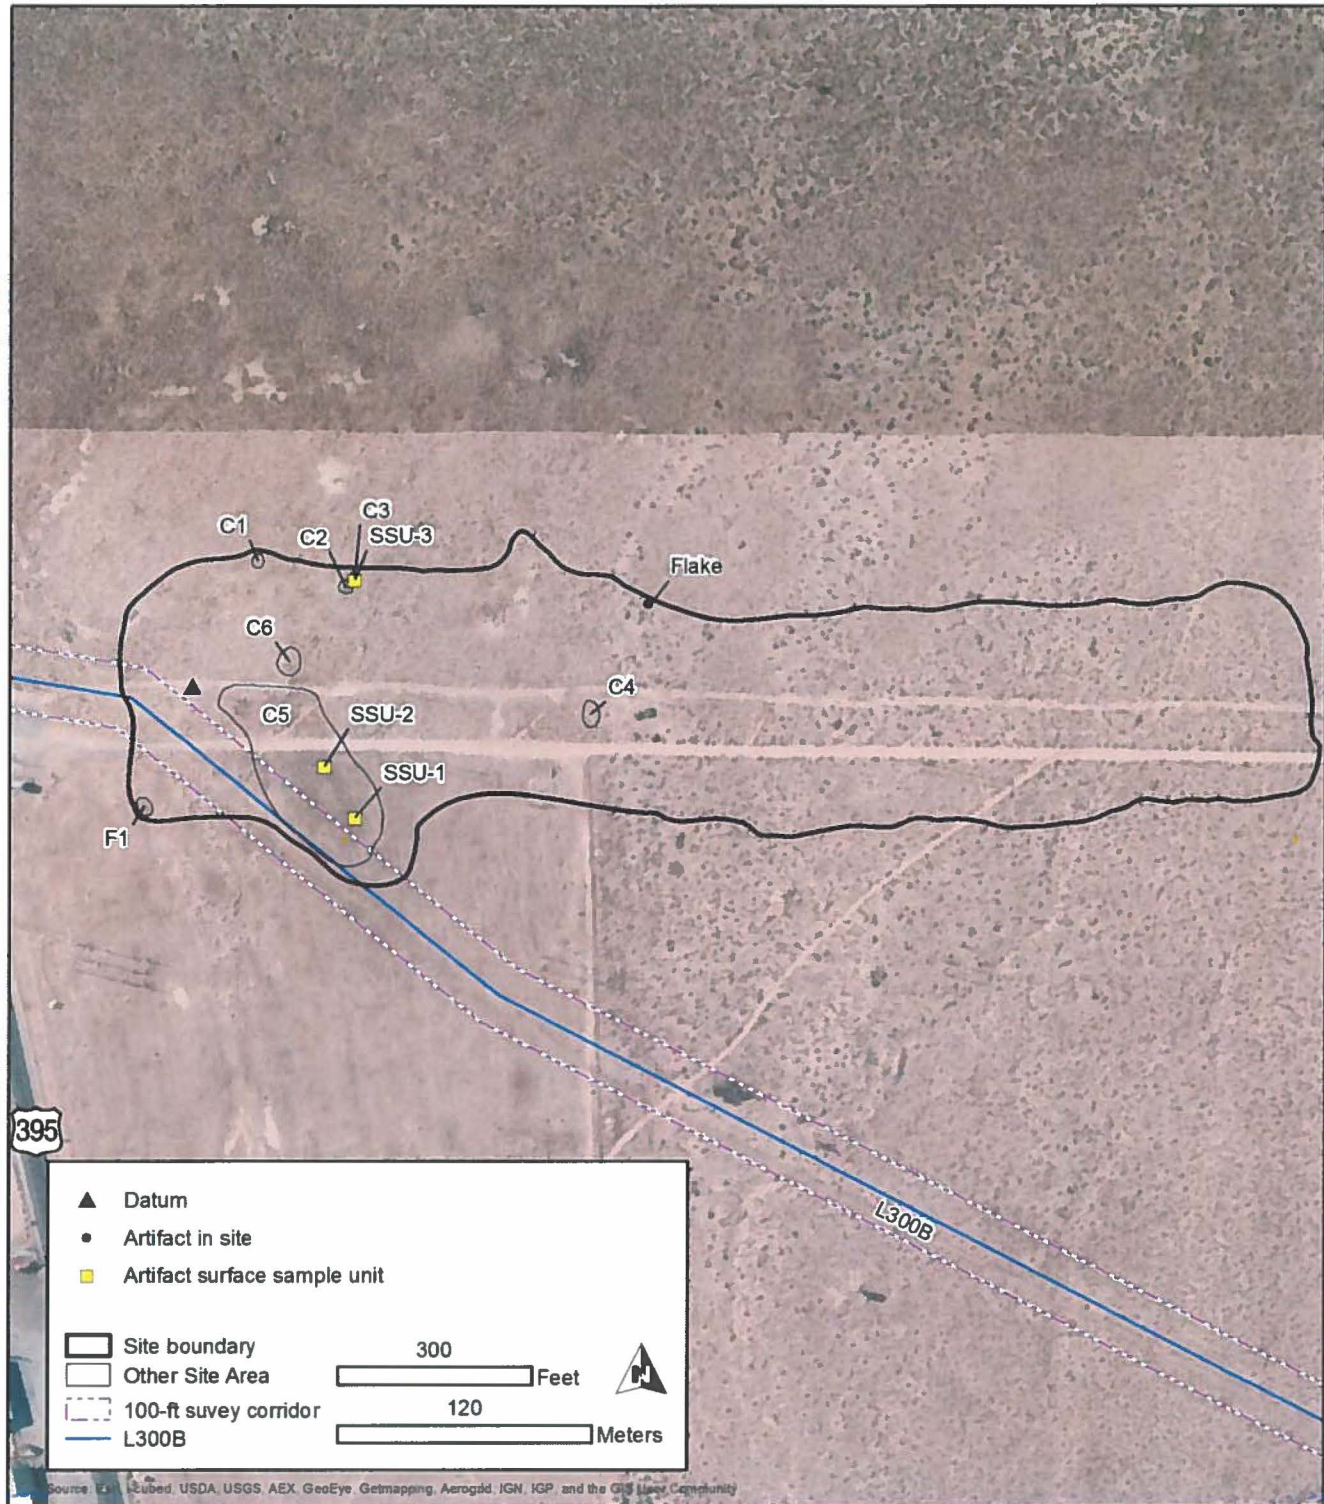 C3
C1
C2
SSU-3
Flake
C6
C4
C5
SSU-2
SSU-1
F1
395
L300B
Datum
Artifact in site
Artifact surface sample unit
Site boundary
Other Site Area
100-ft suvey corridor
L300B
300
Feet
120
Meters
N
Source: Esri, i-cubed, USDA, USGS, AEX, GeoEye, Getmapping, Aerogrid, IGN, IGP, and the GIS User Community